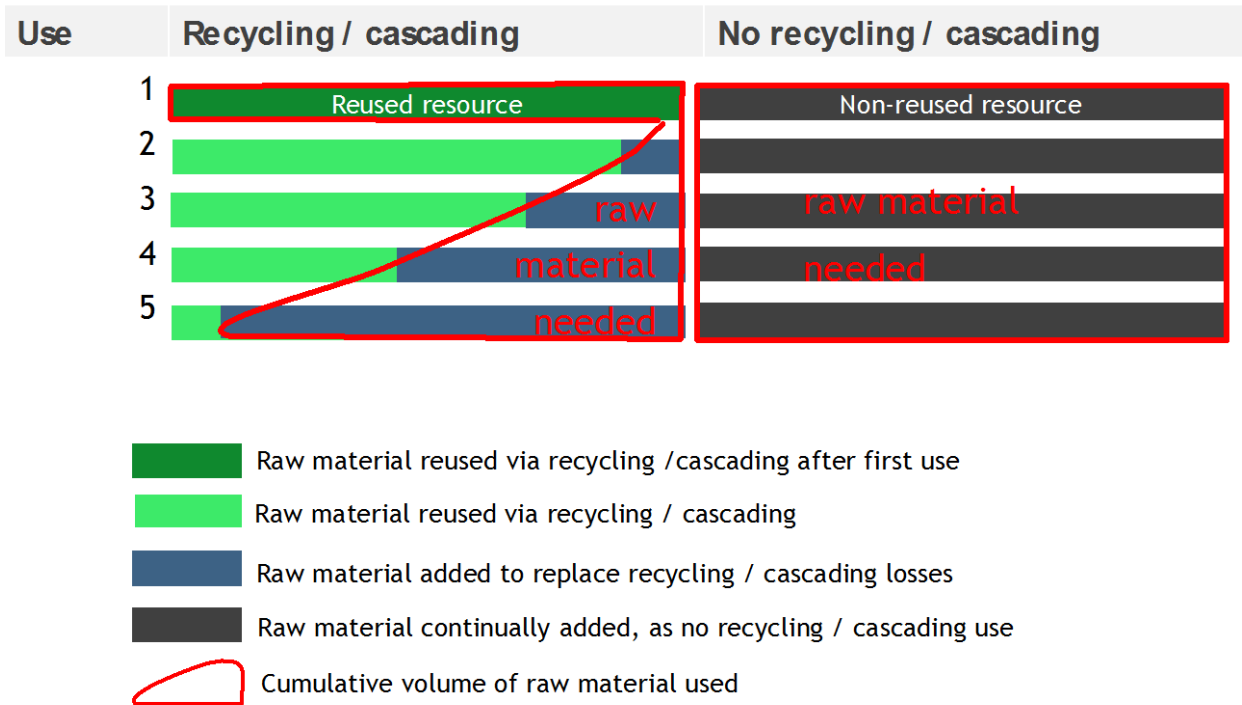 Use Recycling / cascading No recycling / cascading
1 Reused resource Non-reused resource
2
3 raw raw material
4 material needed
5 needed
Raw material reused via recycling /cascading after first use
Raw material reused via recycling / cascading
Raw material added to replace recycling / cascading losses
Raw material continually added, as no recycling / cascading use
Cumulative volume of raw material used